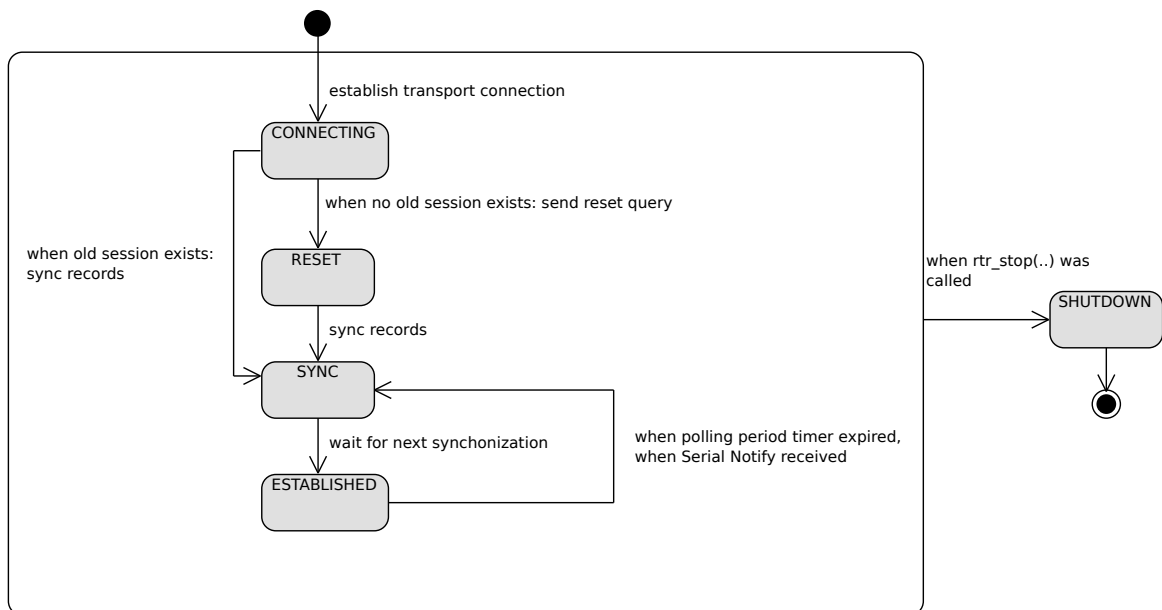 establish transport connection
CONNECTING
when no old session exists: send reset query
when old session exists:
sync records
RESET
when rtr_stop(..) was
called
SHUTDOWN
sync records
SYNC
wait for next synchonization
when polling period timer expired,
when Serial Notify received
ESTABLISHED